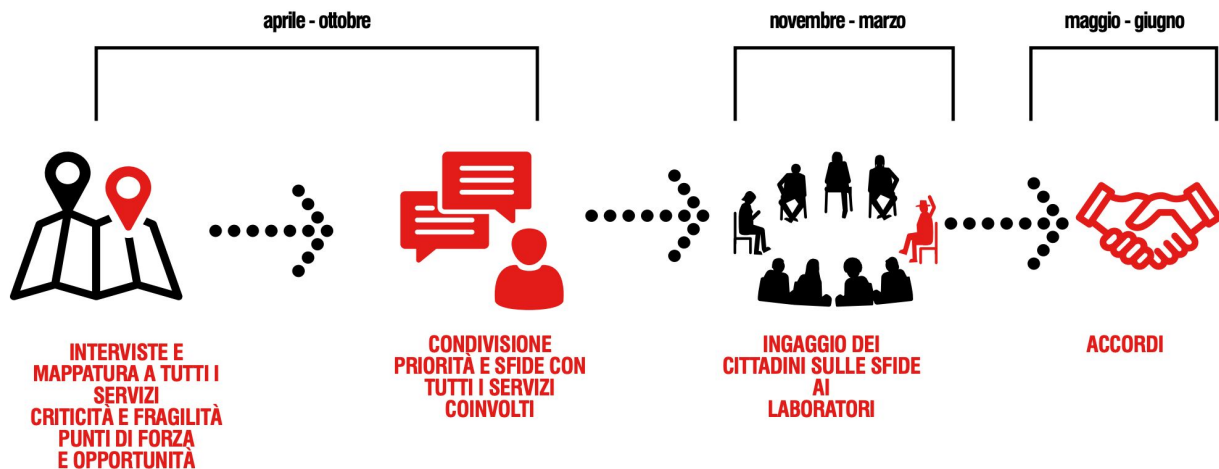 aprile - ottobre
novembre - marzo
maggio - giugno
INTERVISTE E
MAPPATURA A TUTTI I
SERVIZI
CRITICITÀ E FRAGILITÀ
PUNTI DI FORZA
E OPPORTUNITÀ
CONDIVISIONE
PRIORITÀ E SFIDE CON
TUTTI I SERVIZI
COINVOLTI
INGAGGIO DEI
CITTADINI SULLE SFIDE
AI
LABORATORI
ACCORDI